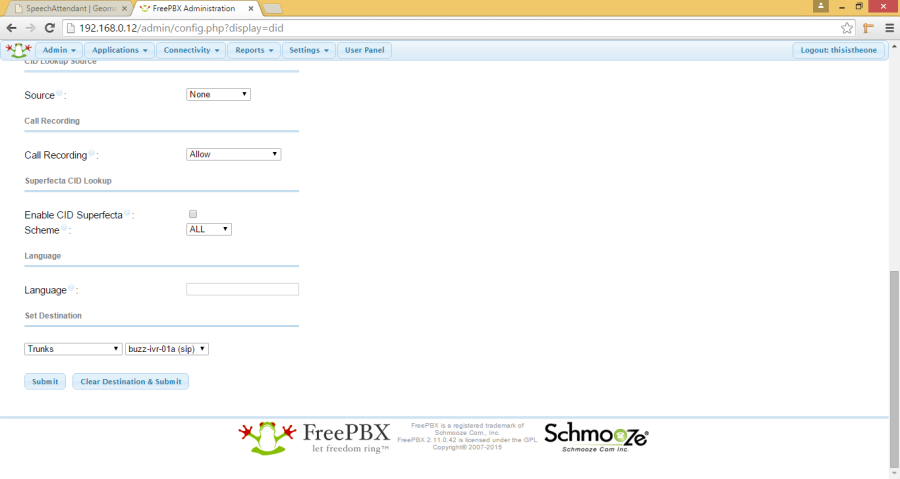 SpeechAttendant | Geom
FreePBX Administration
192.168.0.12/admin/config.php?display=did
Admin Applications Connectivity Reports Settings User Panel Logout: thisistheone
CID Lookup Source
Source: None
Call Recording
Call Recording: Allow
Superfecta CID Lookup
Enable CID Superfecta:
Scheme: ALL
Language
Language:
Set Destination
Trunks buzz-ivr-01a (sip)
Submit Clear Destination & Submit
FreePBX
let freedom ring™
FreePBX is a registered trademark of
Schmooze Com., Inc.
FreePBX 2.11.0.42 is licensed under the GPL
Copyright© 2007-2015
Schmooze®
Schmooze Com Inc.